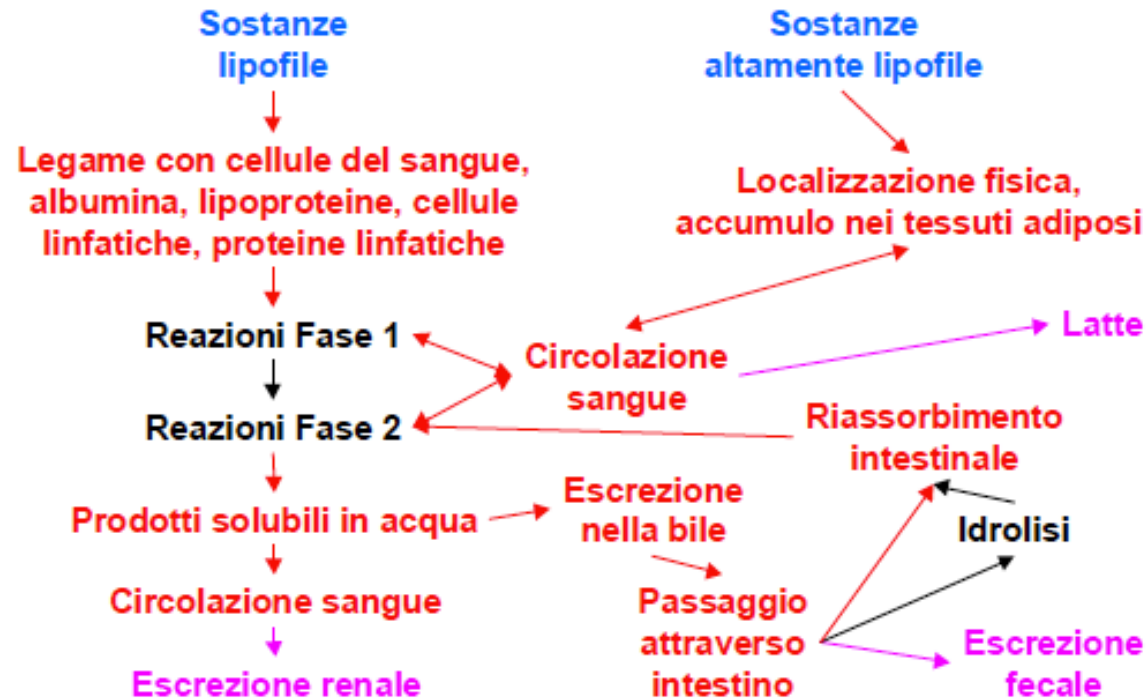 Sostanze
lipofile
Sostanze
altamente lipofile
Legame con cellule del sangue,
albumina, lipoproteine, cellule
linfatiche, proteine linfatiche
Localizzazione fisica,
accumulo nei tessuti adiposi
Reazioni Fase 1
Circolazione
sangue
Latte
Reazioni Fase 2
Riassorbimento
intestinale
Prodotti solubili in acqua
Escrezione
nella bile
Idrolisi
Circolazione sangue
Passaggio
attraverso
intestino
Escrezione renale
Escrezione
fecale